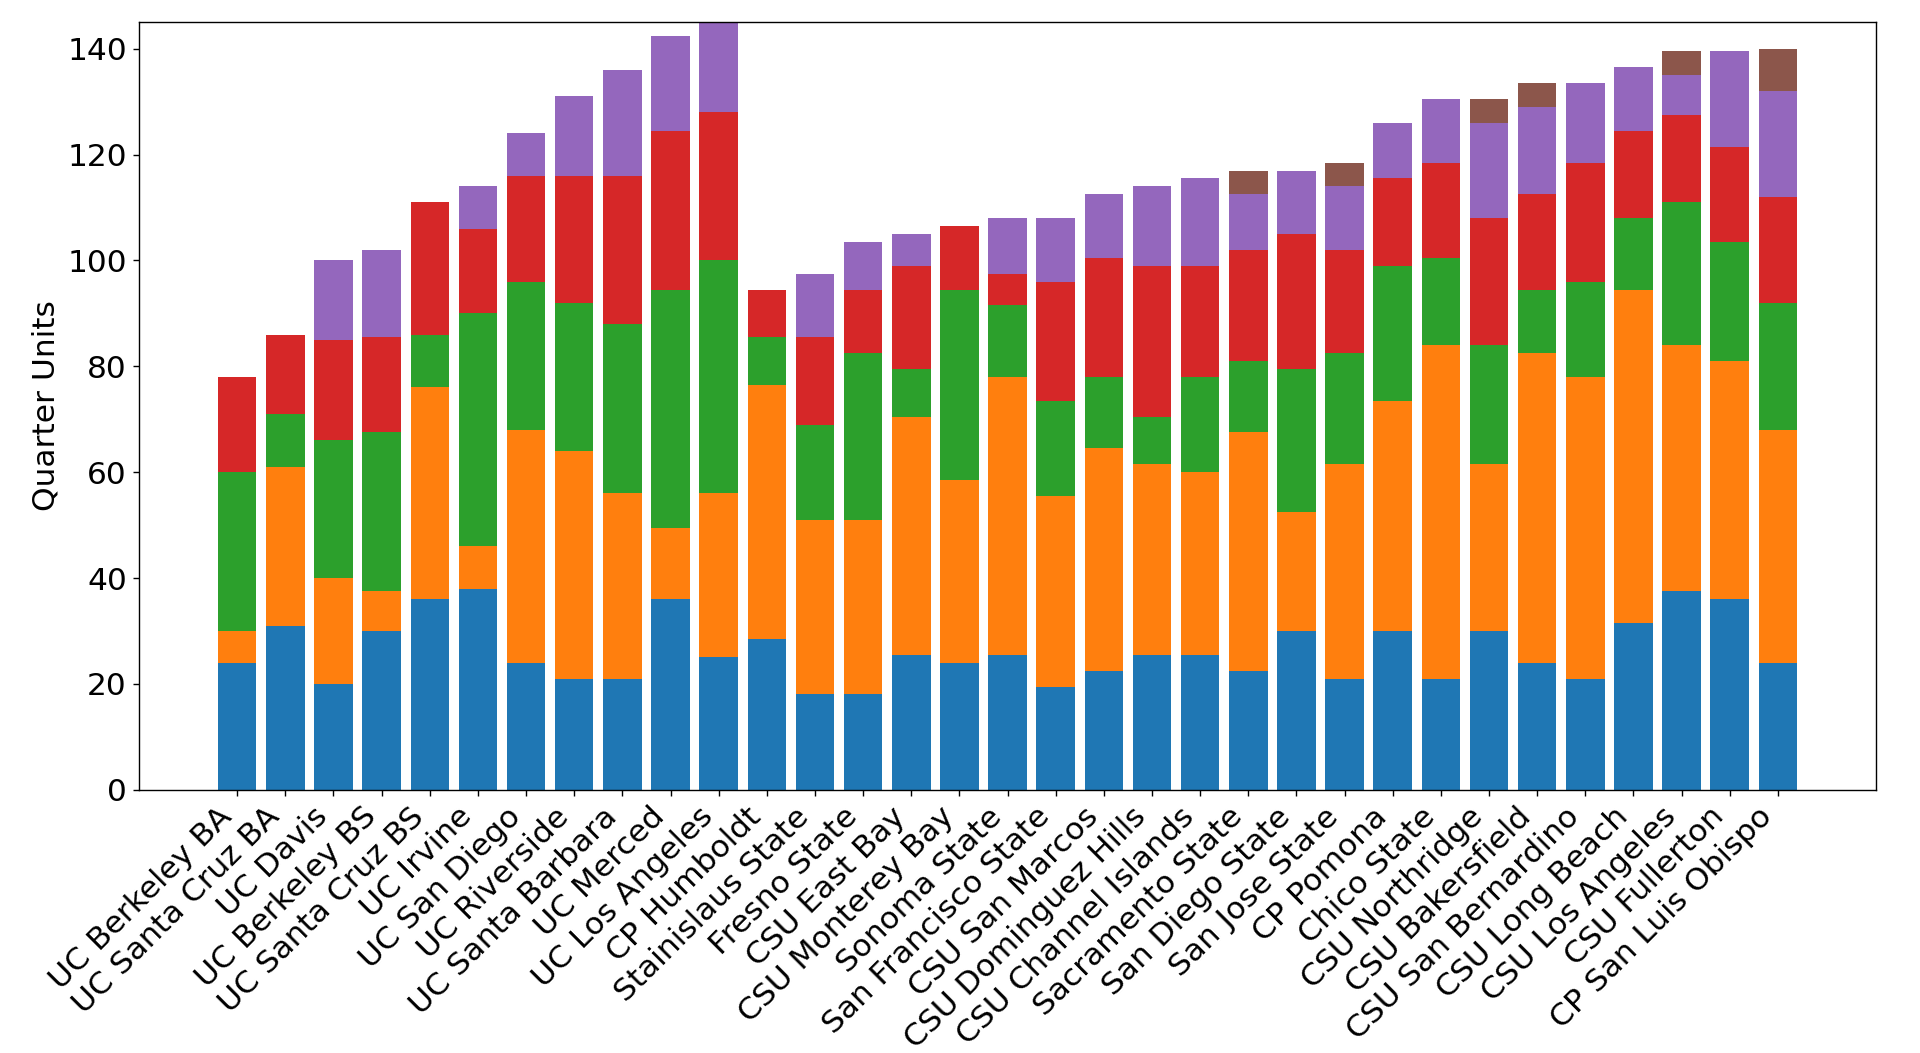 Quarter Units
140
120
100
80
60
40
20
0
UC Berkeley BA
UC Santa Cruz BA
UC Davis
UC Berkeley BS
UC Santa Cruz BS
UC Irvine
UC San Diego
UC Riverside
UC Santa Barbara
UC Merced
UC Los Angeles
CP Humboldt
Stainislaus State
Fresno State
CSU East Bay
CSU Monterey Bay
Sonoma State
San Francisco State
CSU San Marcos
CSU Dominguez Hills
CSU Channel Islands
Sacramento State
San Diego State
San Jose State
CP Pomona
Chico State
CSU Northridge
CSU Bakersfield
CSU San Bernardino
CSU Long Beach
CSU Los Angeles
CSU Fullerton
CP San Luis Obispo